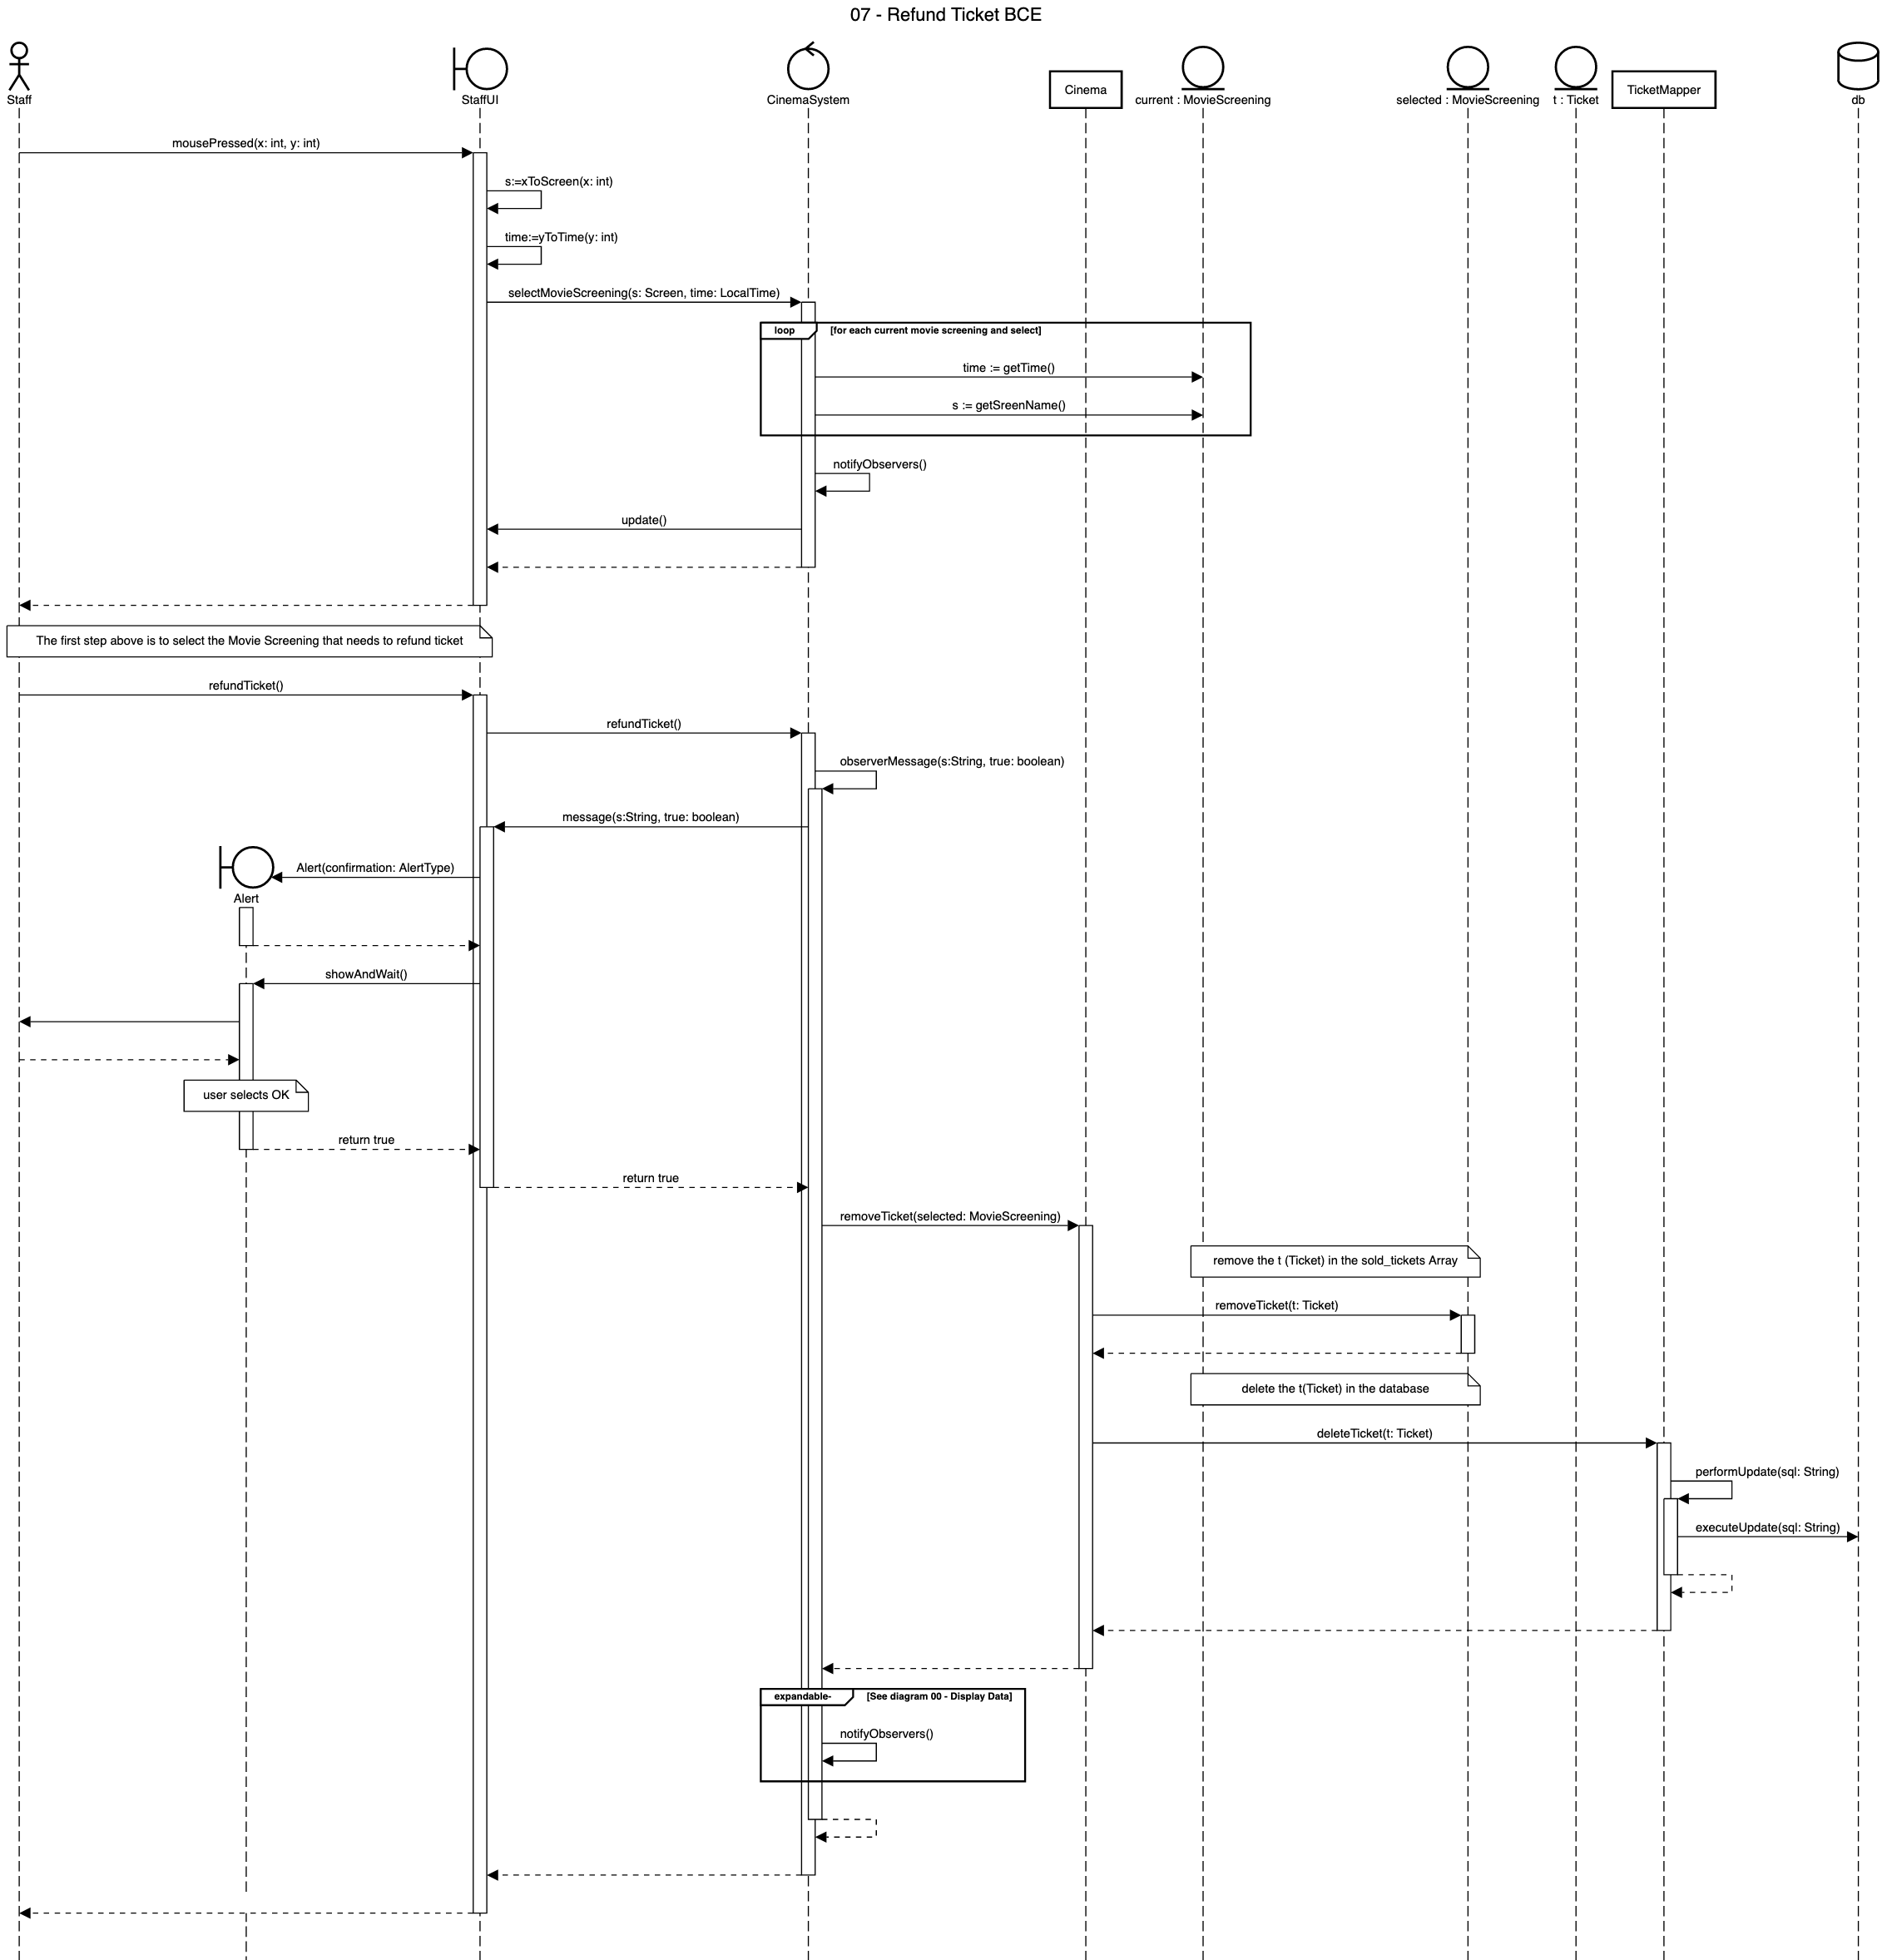 07 - Refund Ticket BCE
Staff
StaffUI
CinemaSystem
Cinema
current : MovieScreening
selected : MovieScreening
t : Ticket
TicketMapper
db
mousePressed(x: int, y: int)
s:=xToScreen(x: int)
time:=yToTime(y: int)
selectMovieScreening(s: Screen, time: LocalTime)
loop
[for each current movie screening and select]
time := getTime()
s := getSreenName()
notifyObservers()
update()
The first step above is to select the Movie Screening that needs to refund ticket
refundTicket()
refundTicket()
observerMessage(s:String, true: boolean)
message(s:String, true: boolean)
Alert(confirmation: AlertType)
Alert
showAndWait()
user selects OK
return true
return true
removeTicket(selected: MovieScreening)
remove the t (Ticket) in the sold_tickets Array
removeTicket(t: Ticket)
delete the t(Ticket) in the database
deleteTicket(t: Ticket)
performUpdate(sql: String)
executeUpdate(sql: String)
expandable-
[See diagram 00 - Display Data]
notifyObservers()